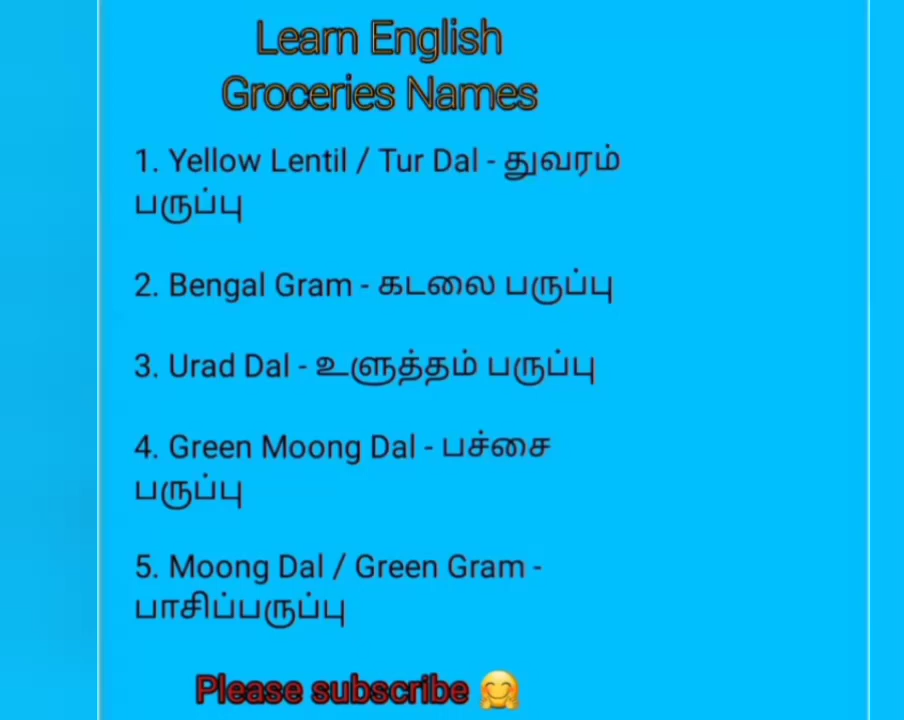 Learn English
Groceries Names
1. Yellow Lentil / Tur Dal - துவரம்
பருப்பு
2. Bengal Gram - கடலை பருப்பு
3. Urad Dal - உளுத்தம் பருப்பு
4. Green Moong Dal - பச்சை
பருப்பு
5. Moong Dal / Green Gram -
பாசிப்பருப்பு
Please subscribe 🤗